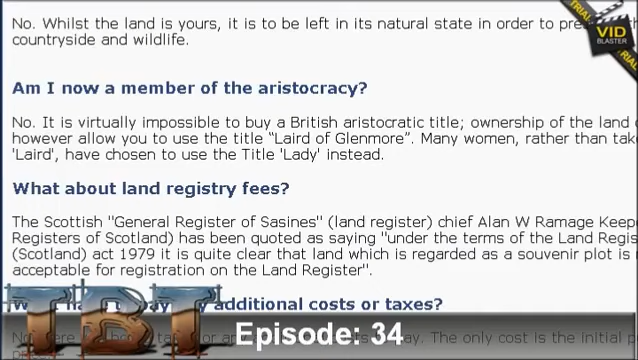 No. Whilst the land is yours, it is to be left in its natural state in order to
countryside and wildlife.
TRIAL
VID
BLASTER
TRIAL
Am I now a member of the aristocracy?
No. It is virtually impossible to buy a British aristocratic title; ownership of the land
however allow you to use the title “Laird of Glenmore”. Many women, rather than
'Laird', have chosen to use the Title 'Lady' instead.
What about land registry fees?
The Scottish "General Register of Sasines" (land register) chief Alan W Ramage
Registers of Scotland) has been quoted as saying "under the terms of the Land
(Scotland) act 1979 it is quite clear that land which is regarded as a souvenir plot is
acceptable for registration on the Land Register".
additional costs or taxes?
TBT
Episode: 34
The only cost is the initial